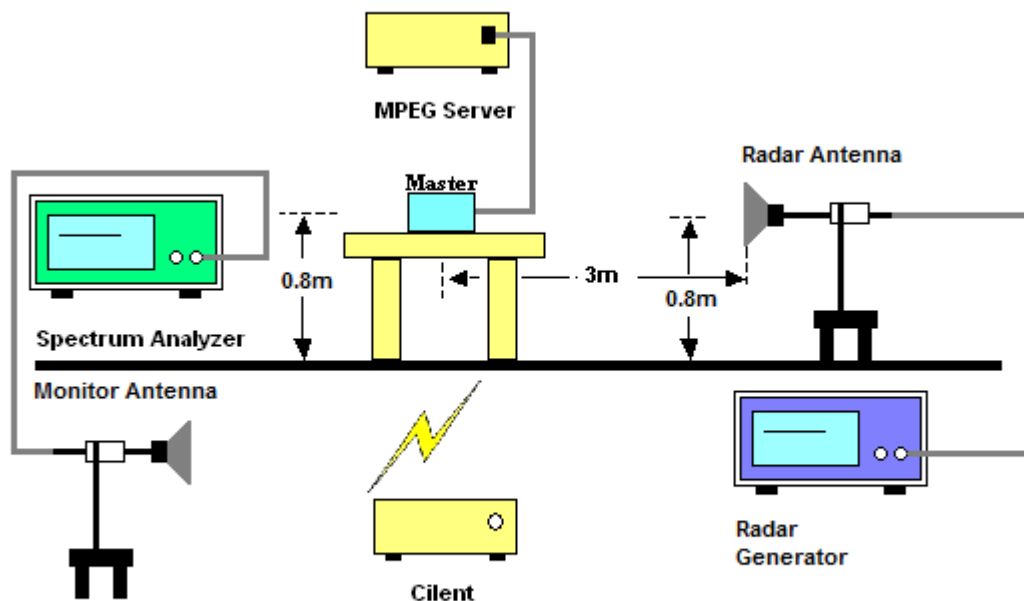 MPEG Server
Radar Antenna
Master
0.8m
3m
0.8m
Spectrum Analyzer
Monitor Antenna
Radar
Generator
Cilent